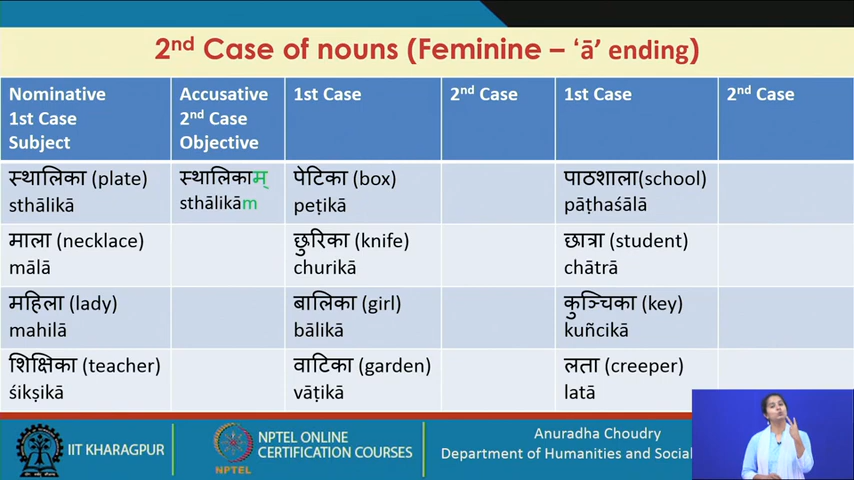 2nd Case of nouns (Feminine – ‘ā’ ending)
Nominative
1st Case
Subject
Accusative
2nd Case
Objective
1st Case
2nd Case
1st Case
2nd Case
स्थालिका (plate)
sthālikā
स्थालिकाम्
sthālikām
पेटिका (box)
peṭikā
पाठशाला(school)
pāṭhaśālā
माला (necklace)
mālā
छुरिका (knife)
churikā
छात्रा (student)
chātrā
महिला (lady)
mahilā
बालिका (girl)
bālikā
कुञ्चिका (key)
kuñcikā
शिक्षिका (teacher)
śikṣikā
वाटिका (garden)
vāṭikā
लता (creeper)
latā
IIT KHARAGPUR
NPTEL
NPTEL ONLINE
CERTIFICATION COURSES
Anuradha Choudry
Department of Humanities and Social